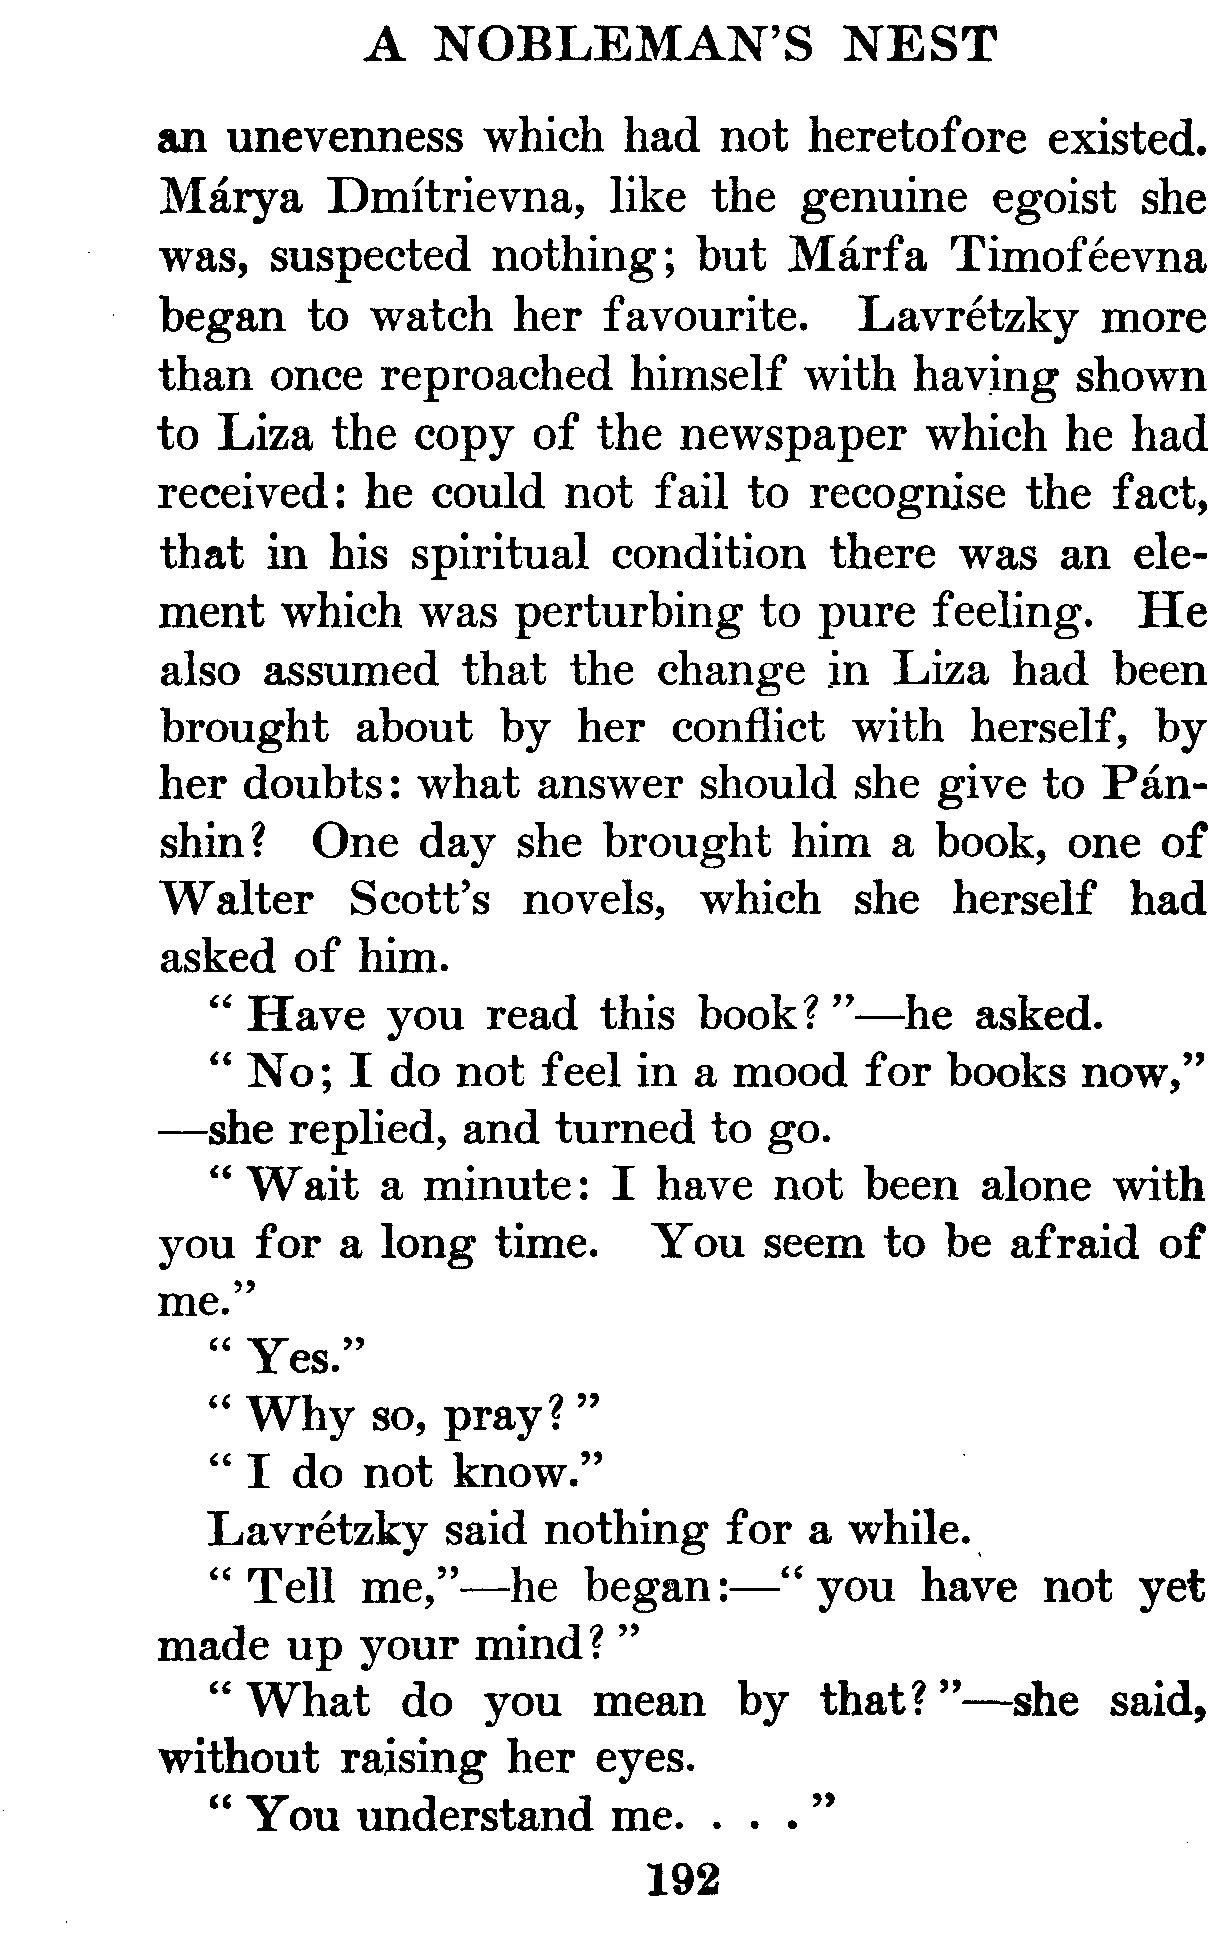 A NOBLEMAN'S NEST
an unevenness which had not heretofore existed.
Márya Dmítrievna, like the genuine egoist she
was, suspected nothing; but Márfa Timoféevna
began to watch her favourite. Lavrétzky more
than once reproached himself with having shown
to Liza the copy of the newspaper which he had
received: he could not fail to recognise the fact,
that in his spiritual condition there was an ele-
ment which was perturbing to pure feeling. He
also assumed that the change in Liza had been
brought about by her conflict with herself, by
her doubts: what answer should she give to Pán-
shin? One day she brought him a book, one of
Walter Scott's novels, which she herself had
asked of him.
“ Have you read this book? ”—he asked.
“ No; I do not feel in a mood for books now,”
—she replied, and turned to go.
“ Wait a minute: I have not been alone with
you for a long time. You seem to be afraid of
me.”
“ Yes.”
“ Why so, pray? ”
“ I do not know.”
Lavrétzky said nothing for a while.
“ Tell me,”—he began:—“ you have not yet
made up your mind? ”
“ What do you mean by that? ”—she said,
without raising her eyes.
“ You understand me. . . . ”
192